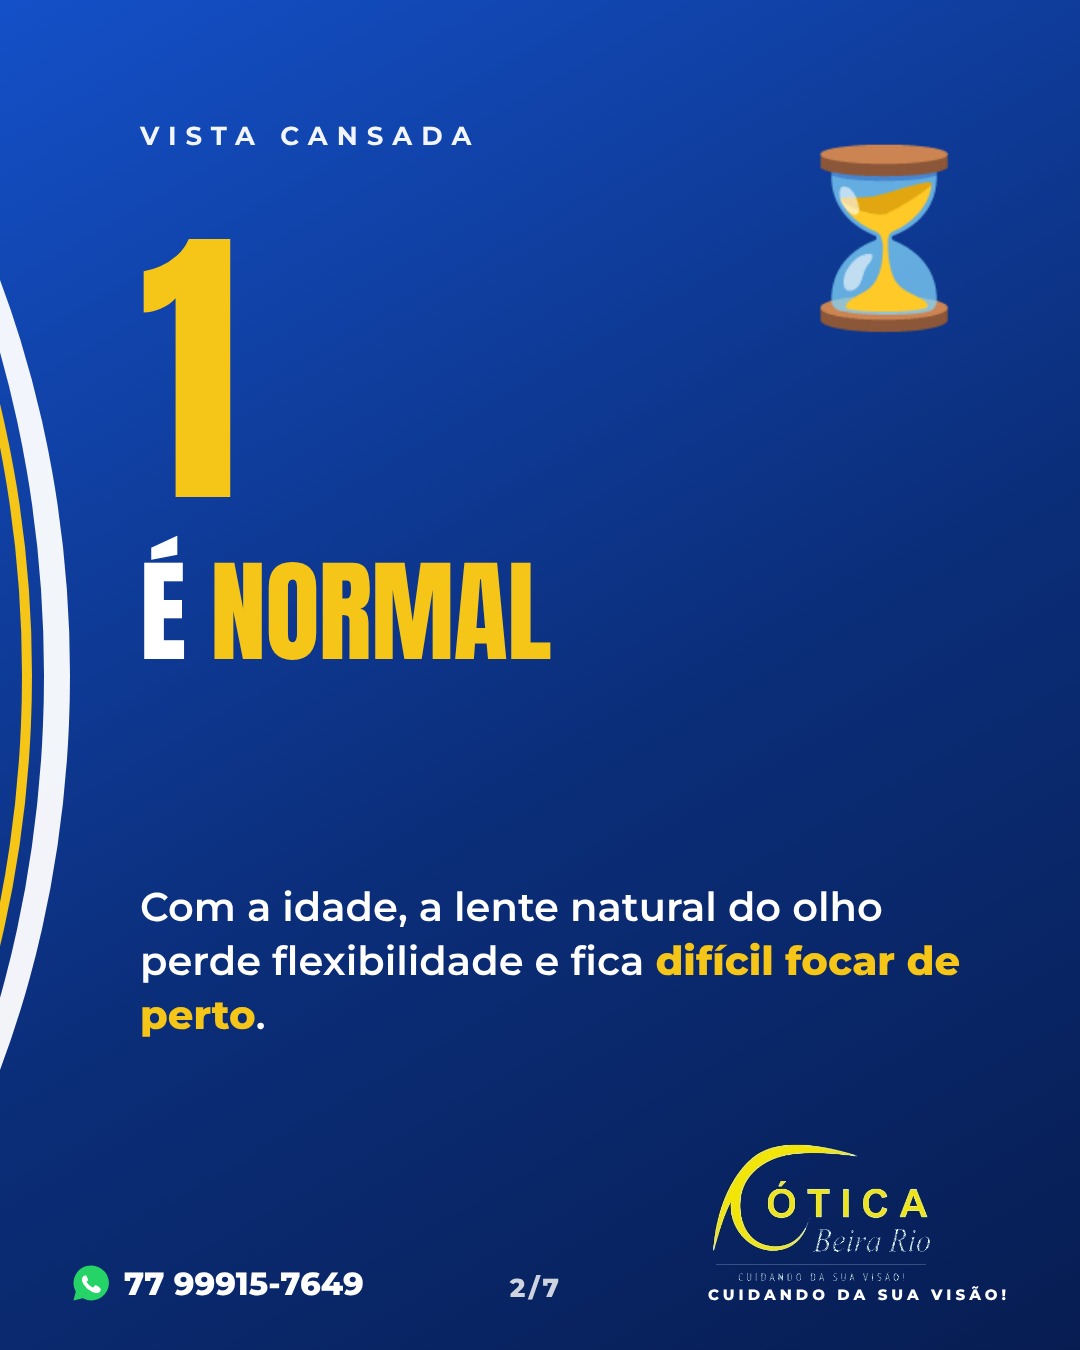 VISTA CANSADA
1
É NORMAL
Com a idade, a lente natural do olho
perde flexibilidade e fica difícil focar de
perto.
ÓTICA
Beira Rio
CUIDANDO DA SUA VISÃO!
CUIDANDO DA SUA VISÃO!
77 99915-7649
2/7